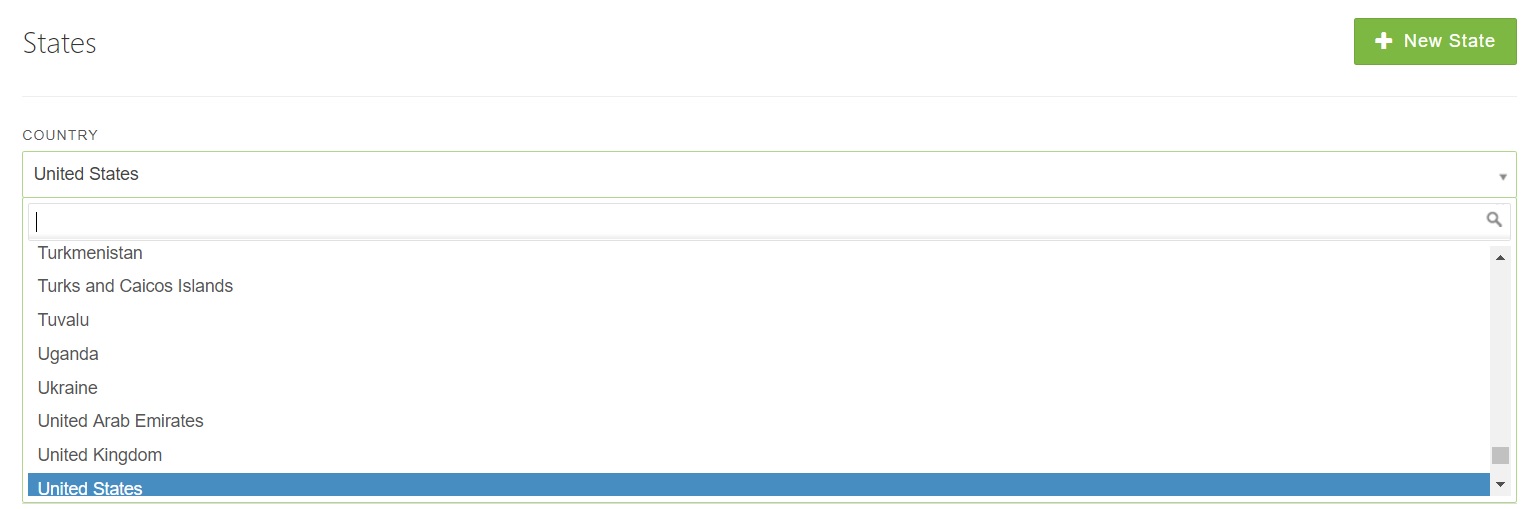 States
New State
COUNTRY
United States
Turkmenistan
Turks and Caicos Islands
Tuvalu
Uganda
Ukraine
United Arab Emirates
United Kingdom
United States